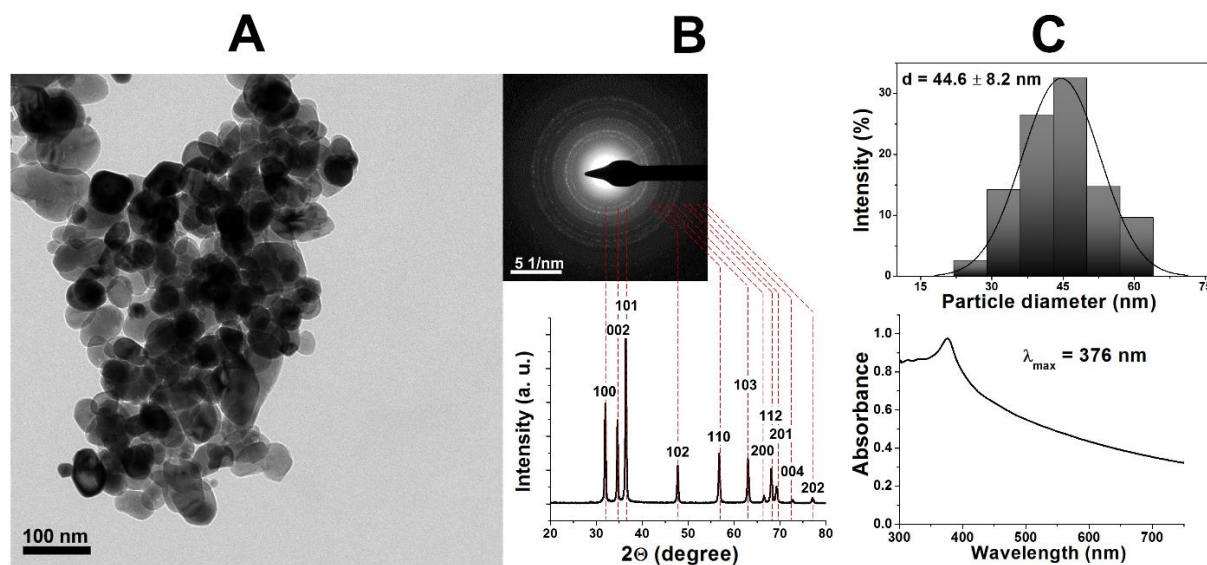 A
B
C
100 nm
5 1/nm
Intensity (a. u.)
100
002
101
102
110
103
200
112
201
004
202
20 30 40 50 60 70 80
2Θ (degree)
d = 44.6 ± 8.2 nm
Intensity (%)
30
20
10
0
15 30 45 60 75
Particle diameter (nm)
λmax = 376 nm
Absorbance
1.0
0.8
0.6
0.4
0.2
0.0
300 400 500 600 700
Wavelength (nm)